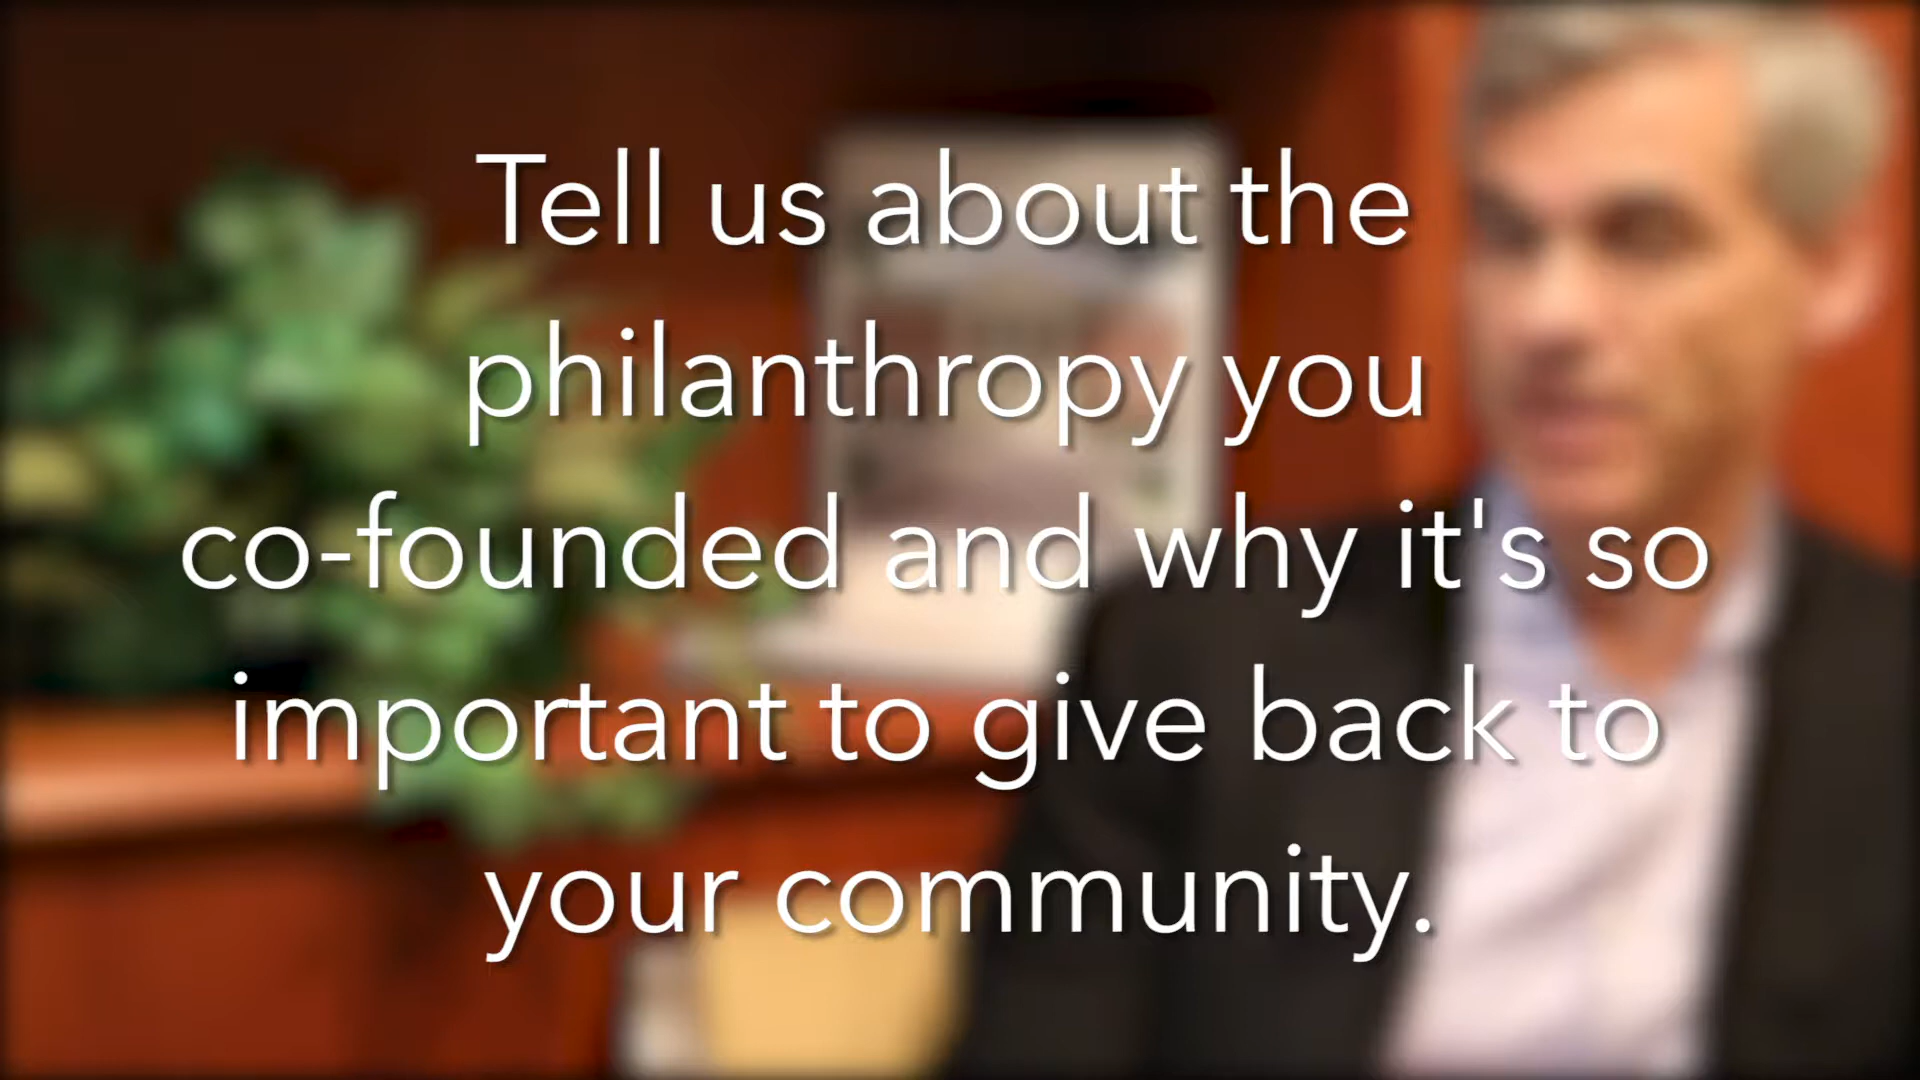 Tell us about the
philanthropy you
co-founded and why it's so
important to give back to
your community.